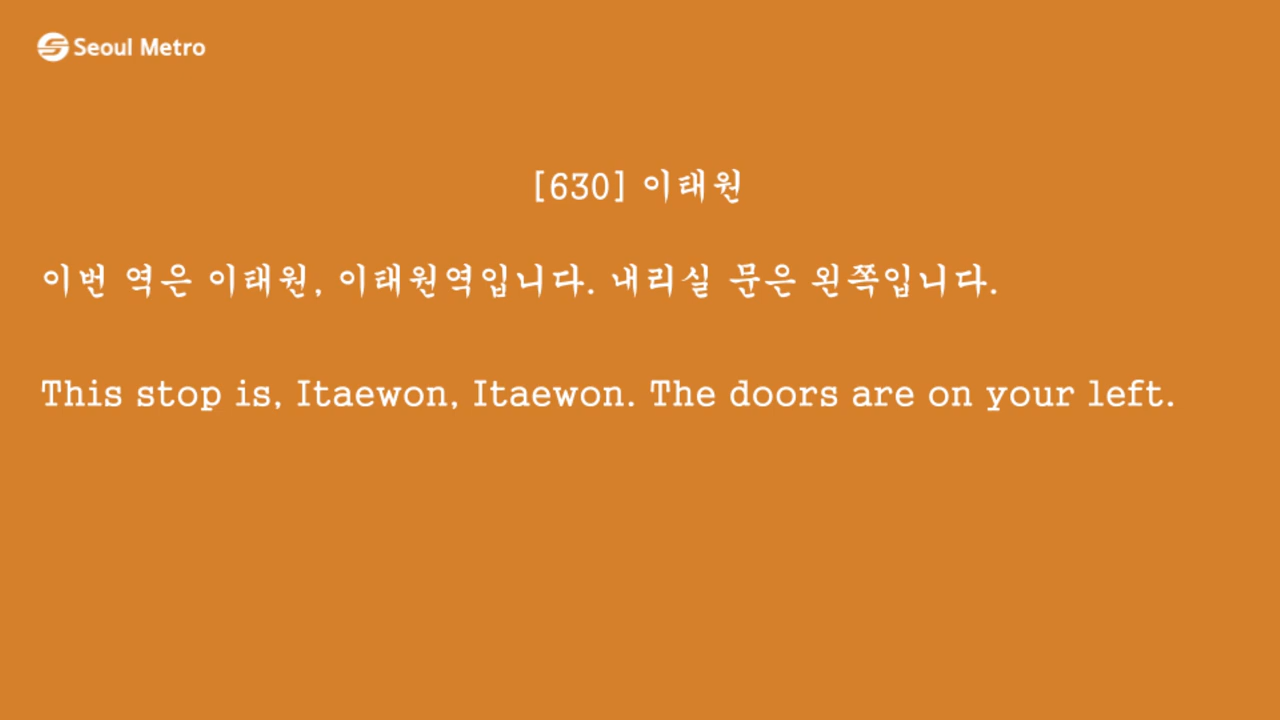 Seoul Metro
[630] 이태원
이번 역은 이태원, 이태원역입니다. 내리실 문은 왼쪽입니다.
This stop is, Itaewon, Itaewon. The doors are on your left.